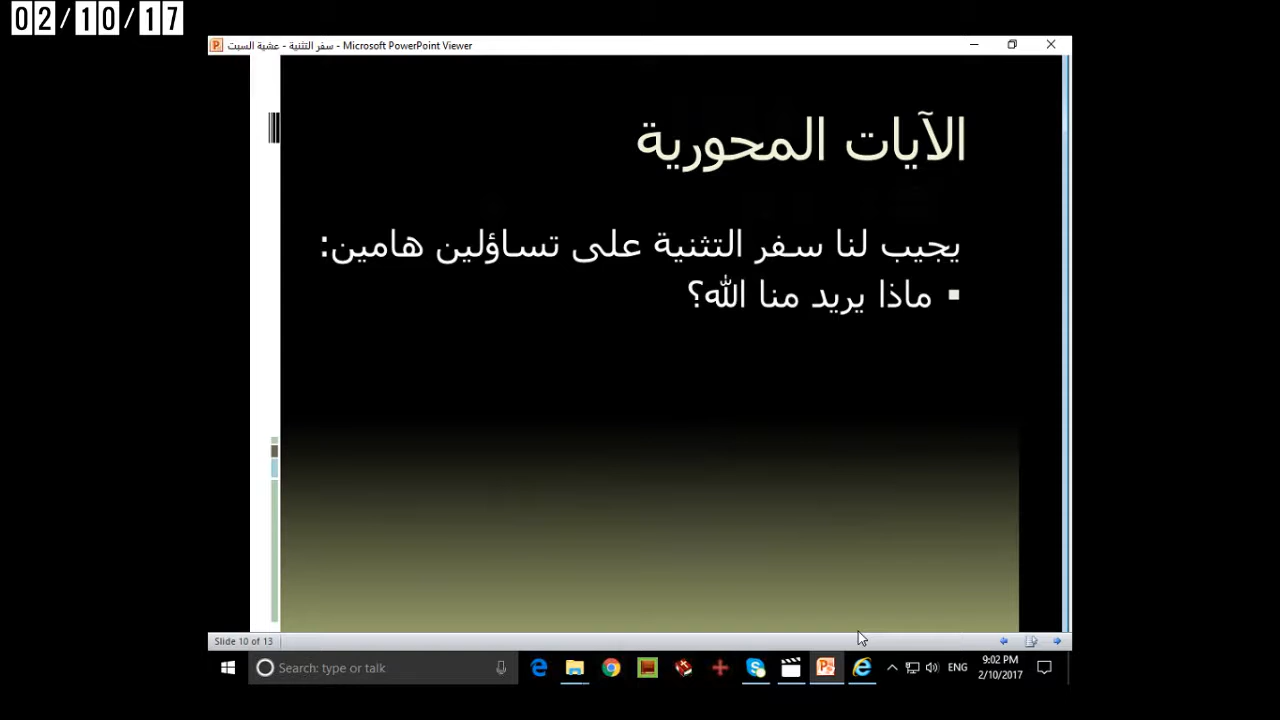 02/10/17
سفر التثنية - عشية السبت - Microsoft PowerPoint Viewer
الآيات المحورية
يجيب لنا سفر التثنية على تساؤلين هامين:
▪ ماذا يريد منا الله؟
Slide 10 of 13
Search: type or talk
ENG
9:02 PM
2/10/2017